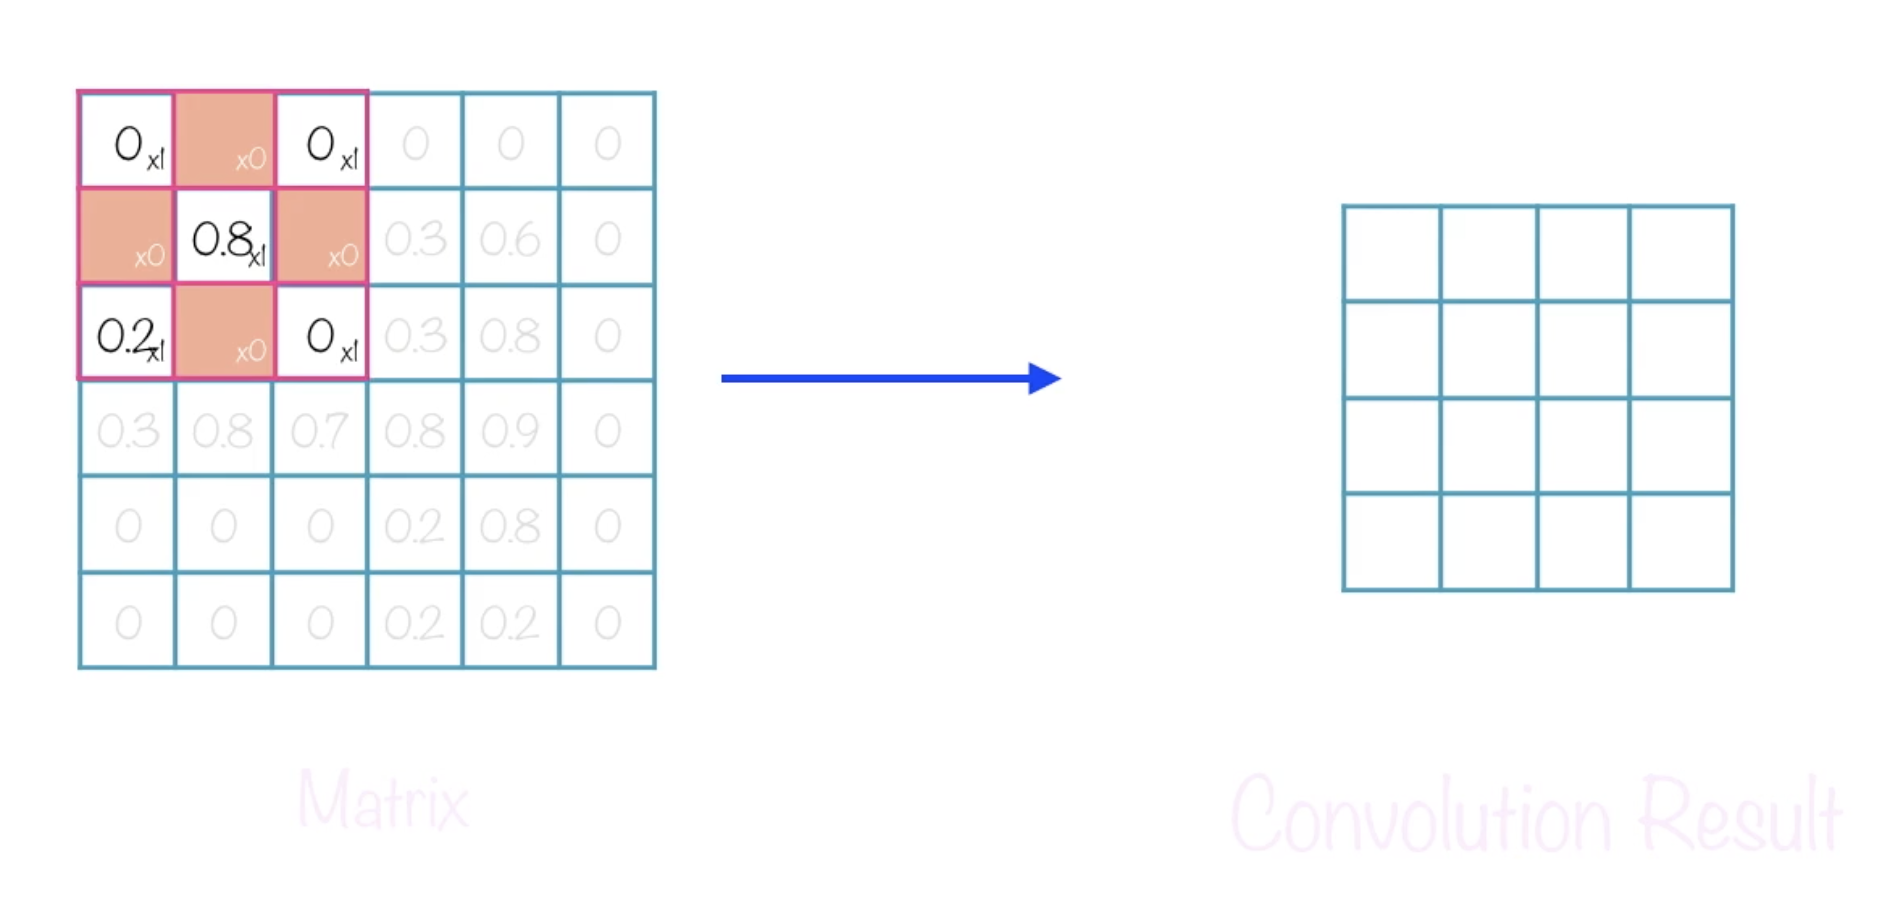 0 x1 x0 0 x1 0 0 0
x0 0.8 x1 x0 0.3 0.6 0
0.2 x1 x0 0 x1 0.3 0.8 0
0.3 0.8 0.7 0.8 0.9 0
0 0 0 0.2 0.8 0
0 0 0 0.2 0.2 0
Matrix
Convolution Result